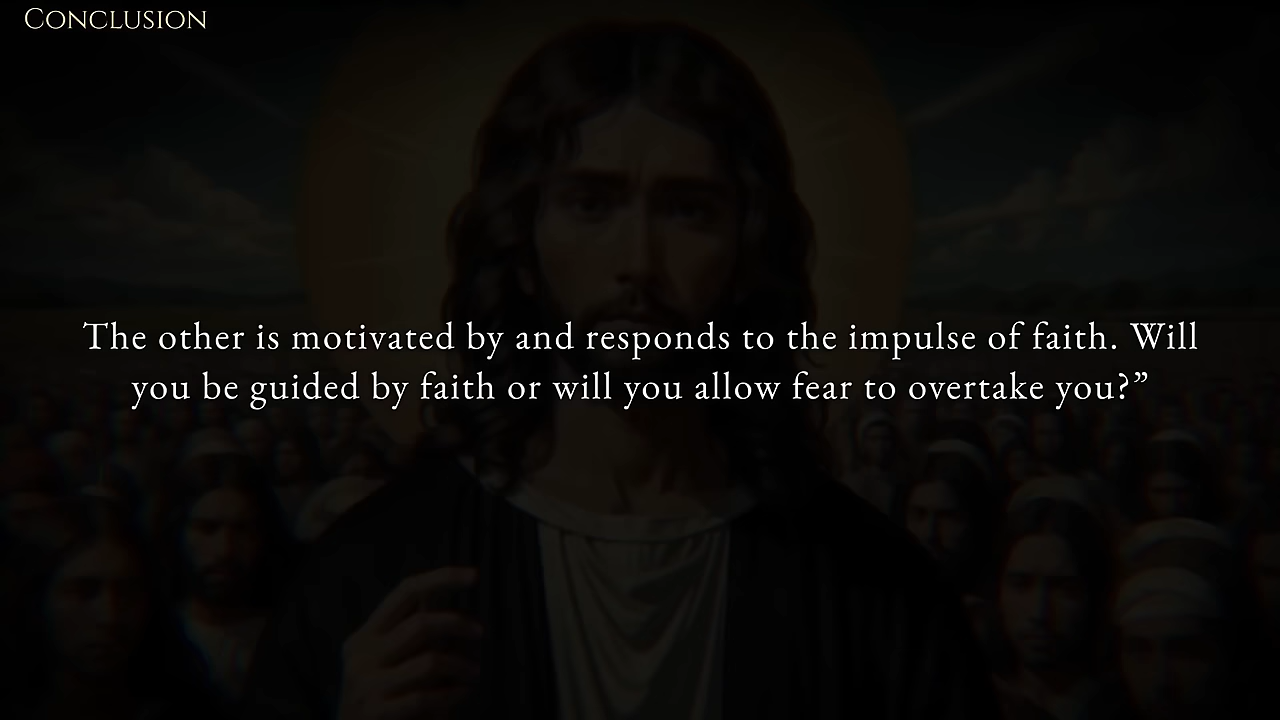 Conclusion
The other is motivated by and responds to the impulse of faith. Will
you be guided by faith or will you allow fear to overtake you?”